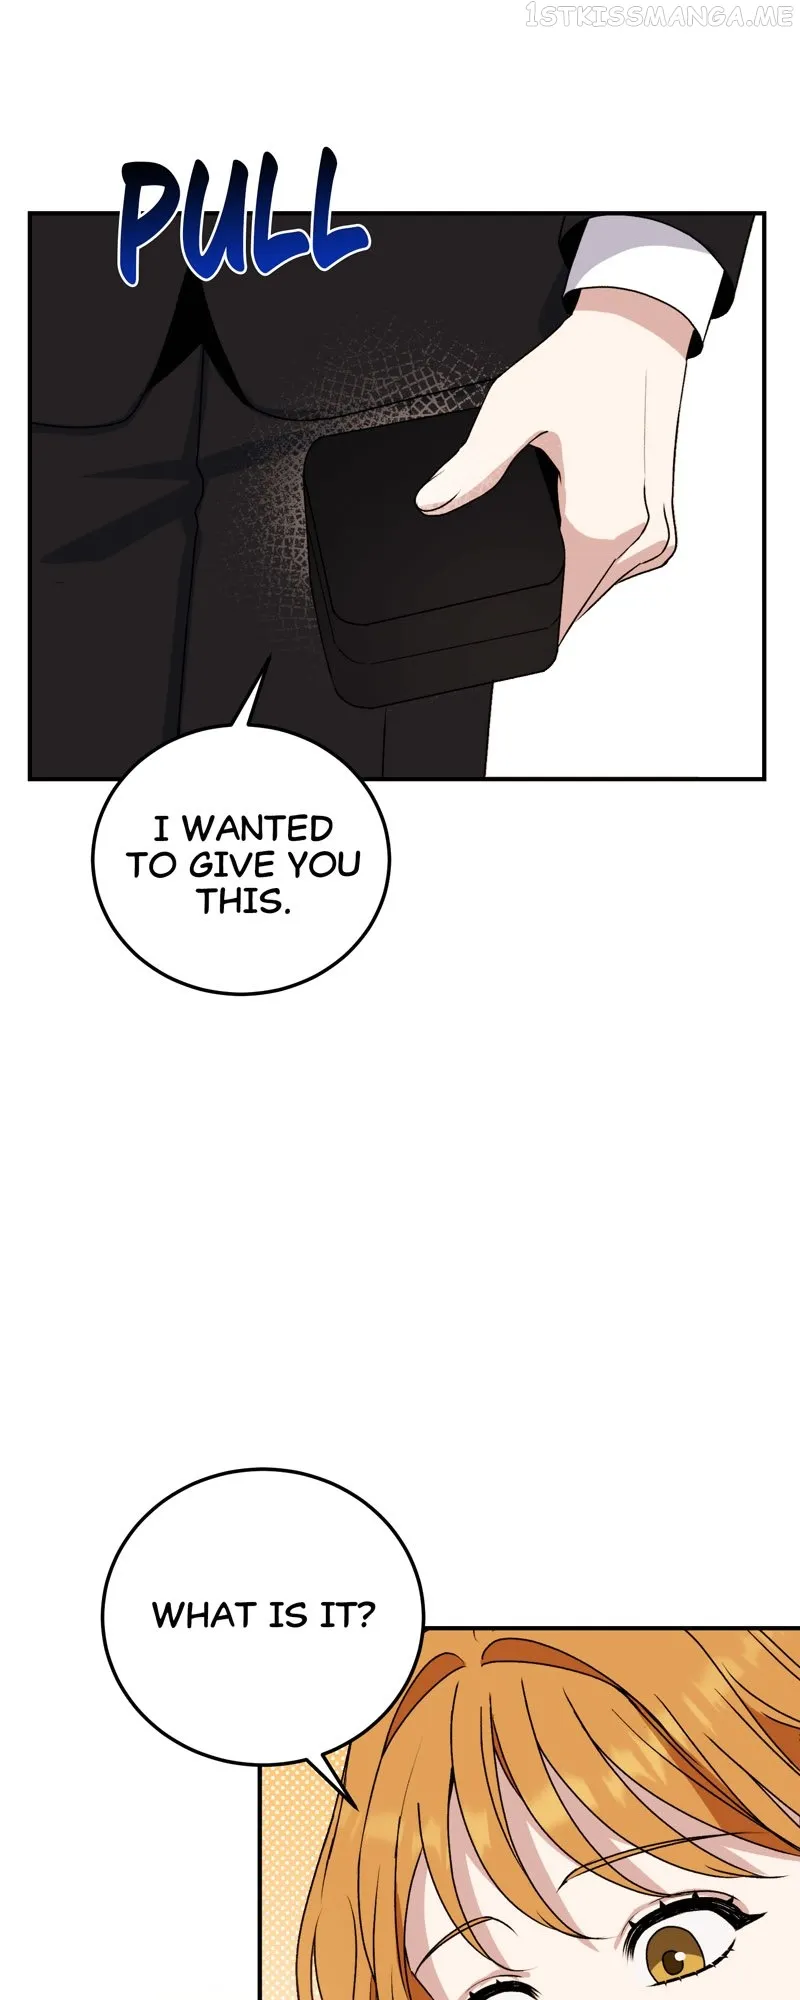 1STKISSMANGA.ME
PULL
I WANTED
TO GIVE YOU
THIS.
WHAT IS IT?